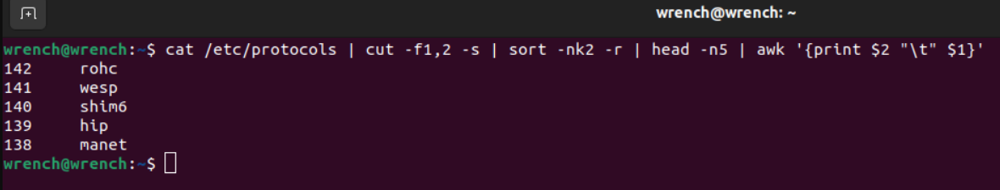 wrench@wrench: ~
wrench@wrench:~$ cat /etc/protocols | cut -f1,2 -s | sort -nk2 -r | head -n5 | awk '{print $2 "\t" $1}'
142     rohc
141     wesp
140     shim6
139     hip
138     manet
wrench@wrench:~$